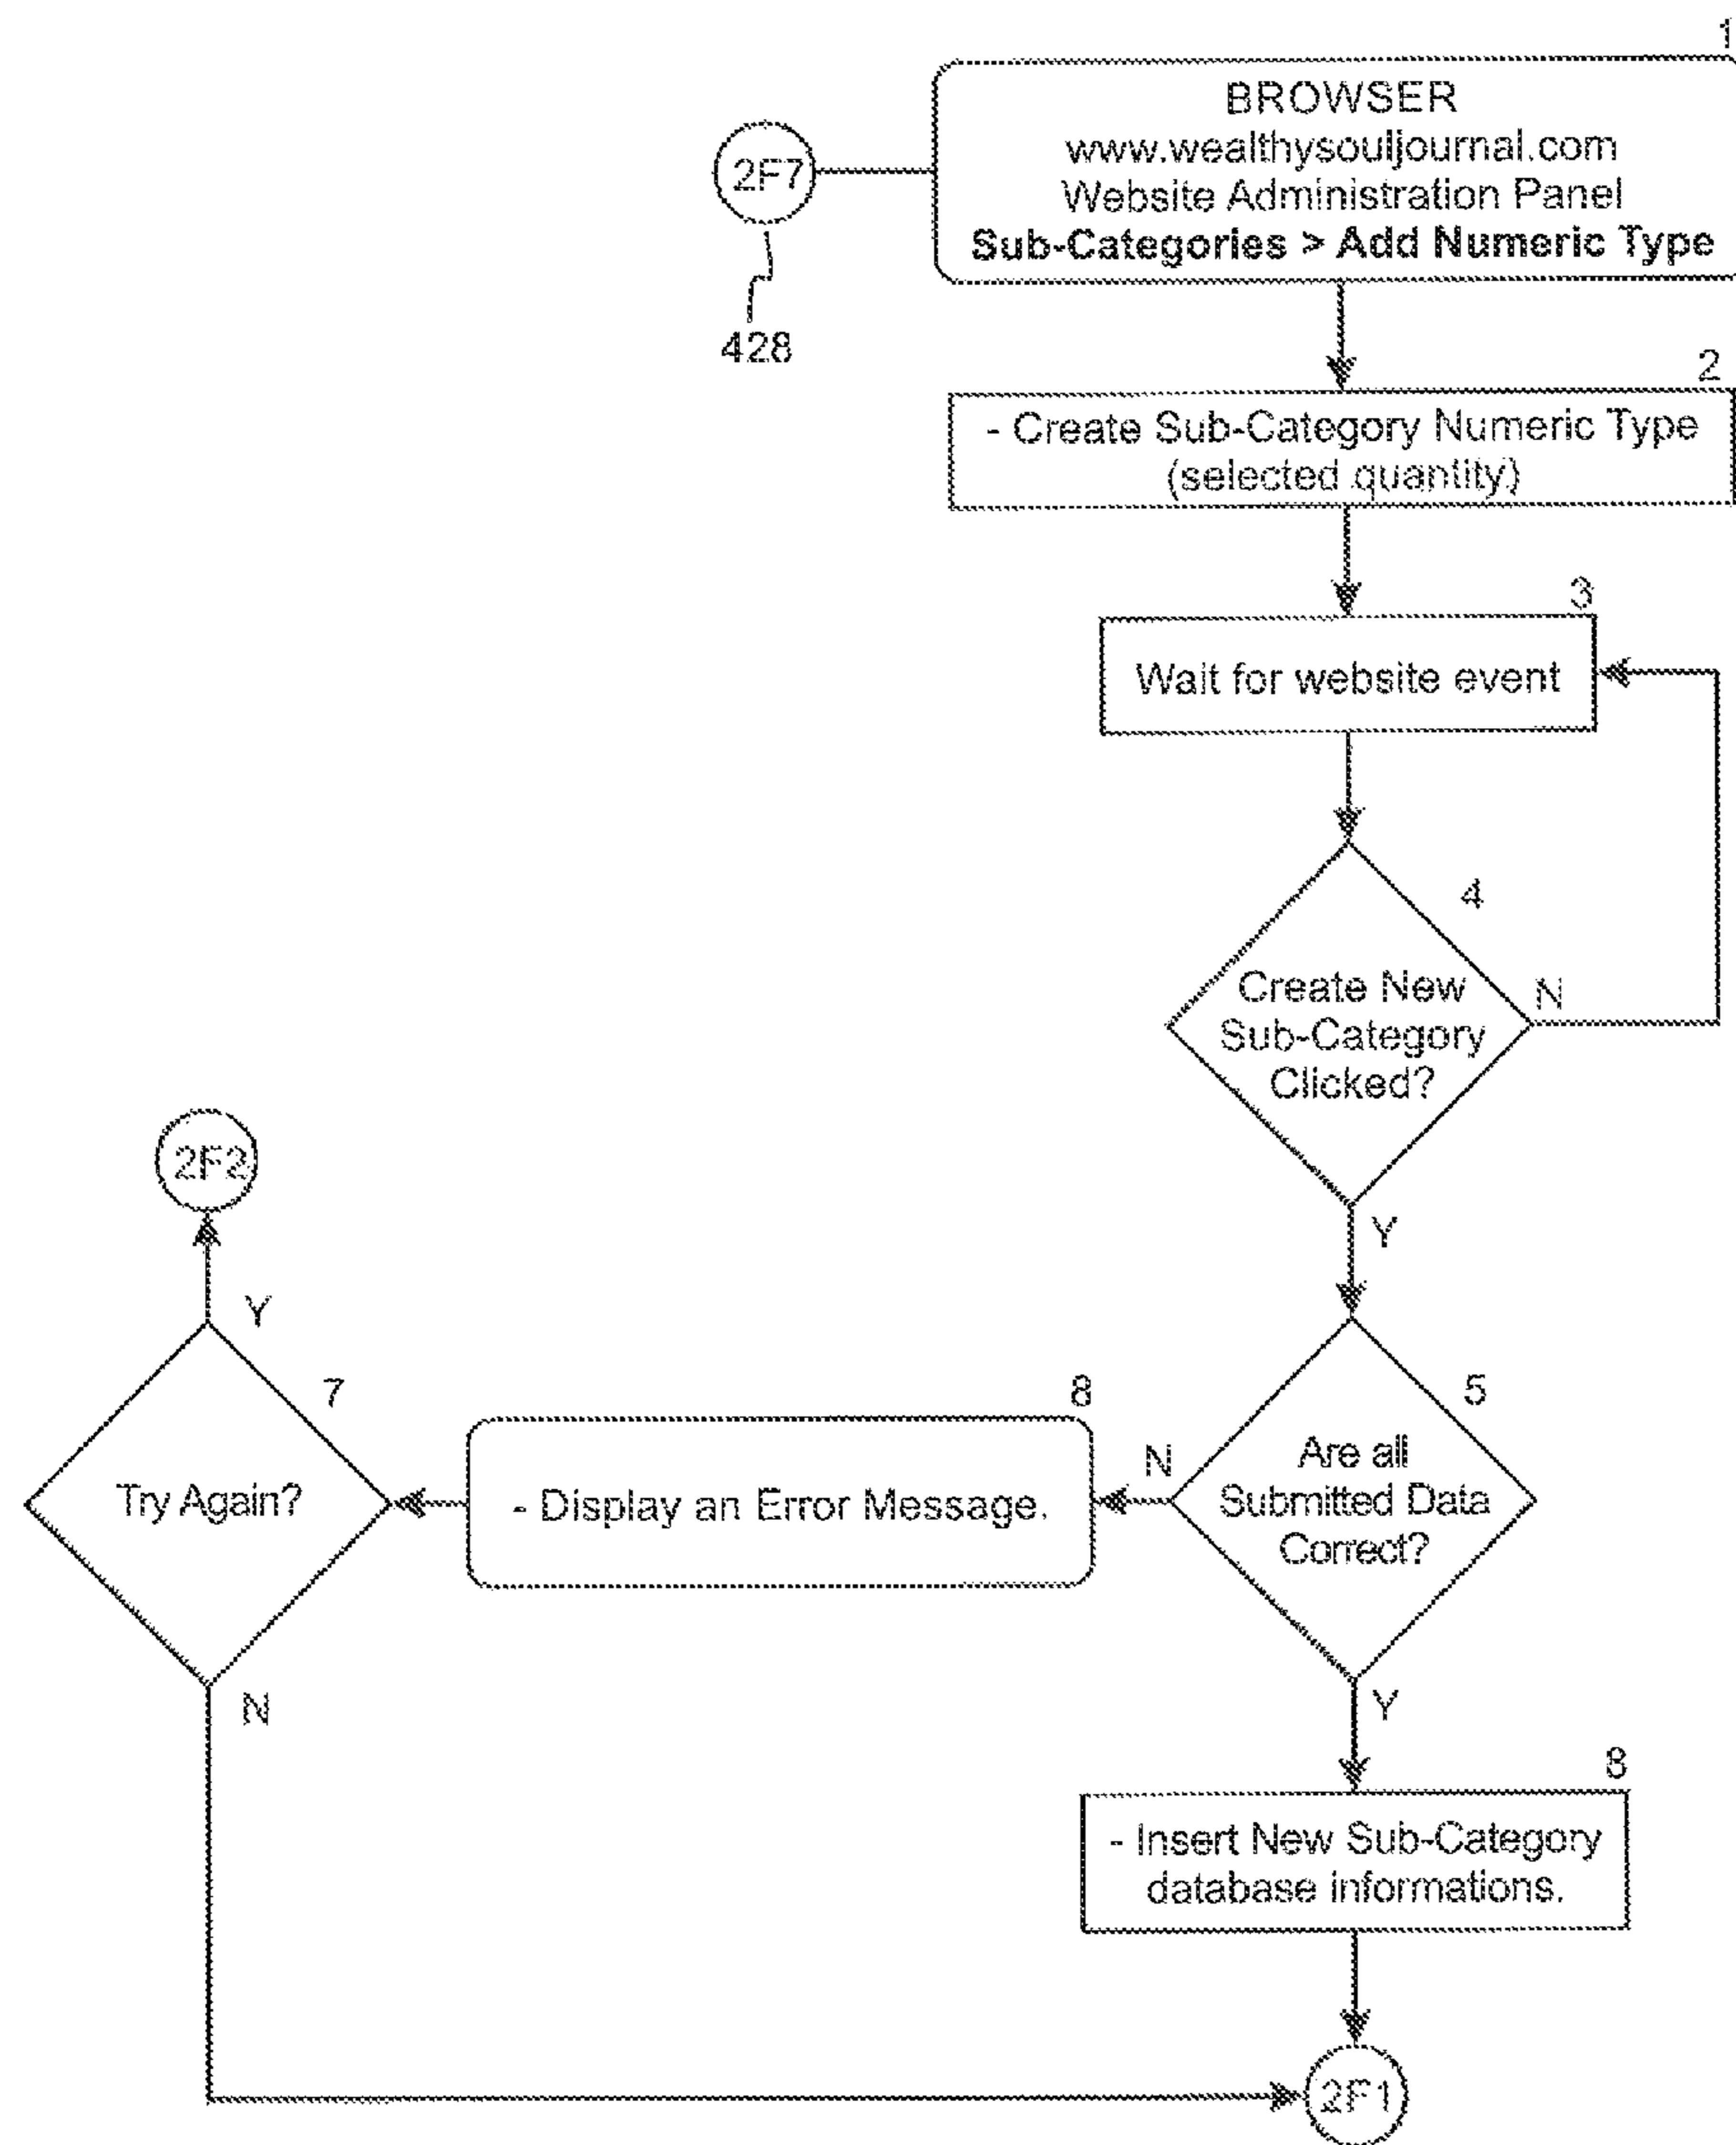 1
BROWSER
www.wealthysouljournal.com
Website Administration Panel
Sub-Categories > Add Numeric Type
2F7
428
2
- Create Sub-Category Numeric Type
(selected quantity)
3
Wait for website event
4
Create New
Sub-Category
Clicked?
N
Y
2F2
Y
7
Try Again?
N
8
- Display an Error Message.
N
5
Are all
Submitted Data
Correct?
Y
8
- Insert New Sub-Category
database informations.
2F1